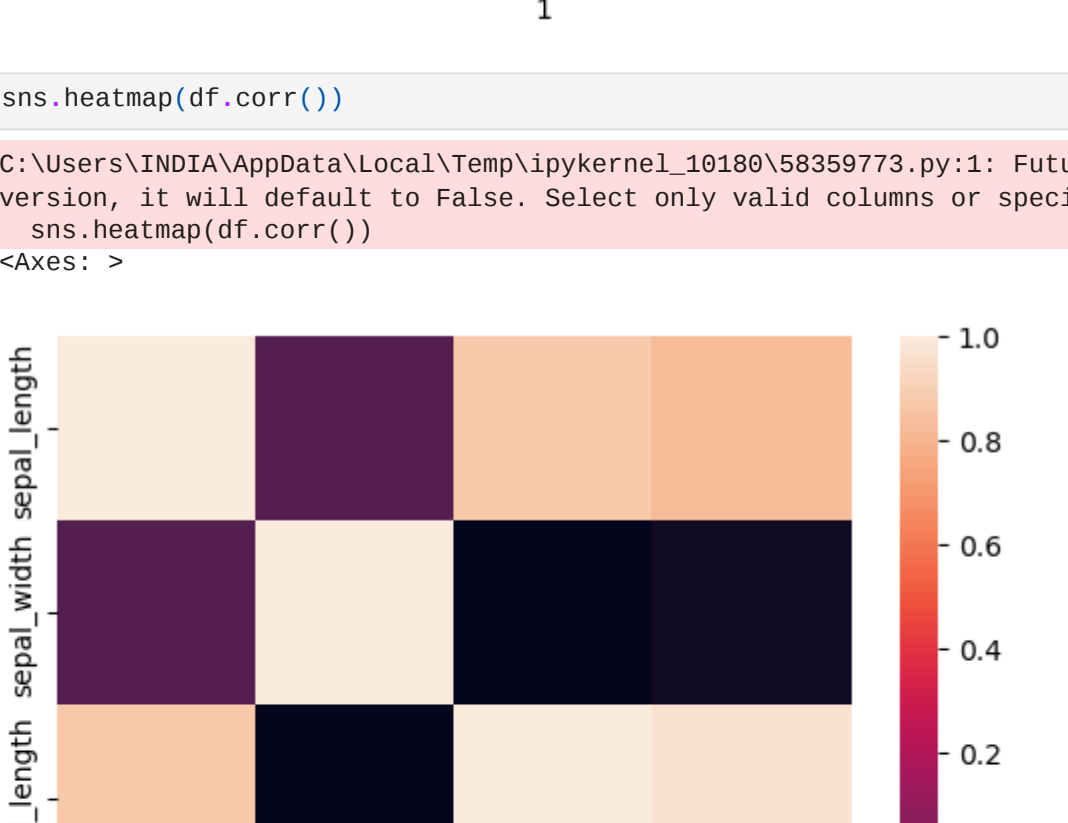 1
sns.heatmap(df.corr())
C:\Users\INDIA\AppData\Local\Temp\ipykernel_10180\58359773.py:1: Futu
version, it will default to False. Select only valid columns or speci
sns.heatmap(df.corr())
<Axes: >
sepal_length
sepal_width
_length
1.0
0.8
0.6
0.4
0.2